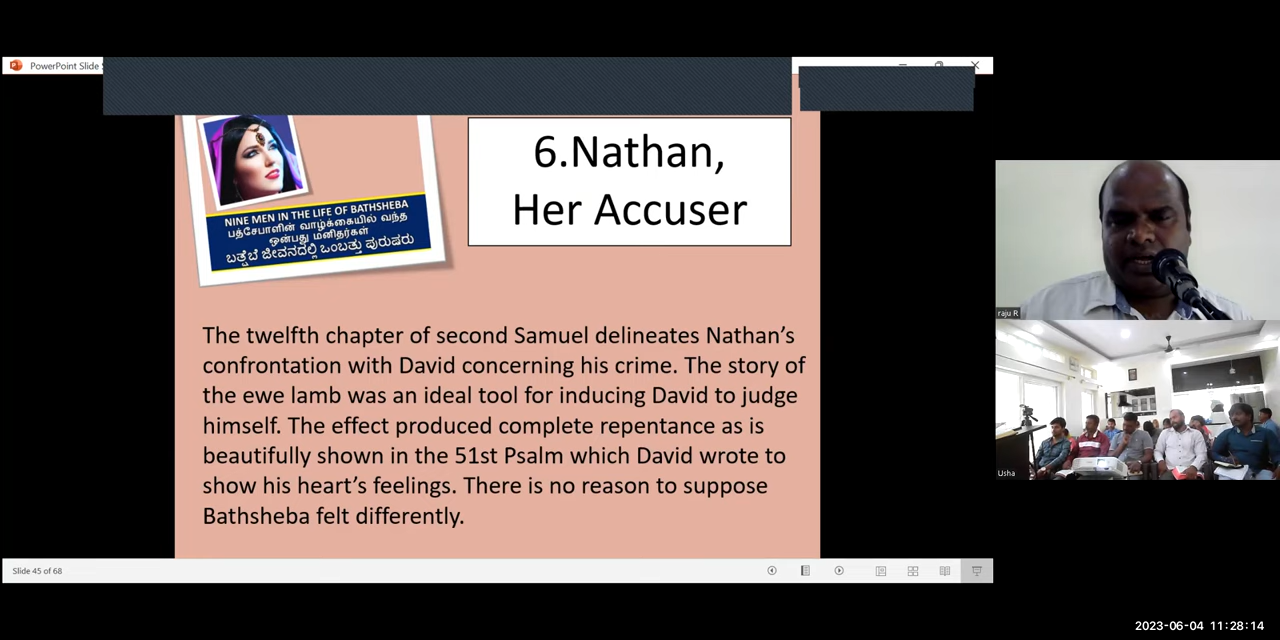 PowerPoint Slide S
NINE MEN IN THE LIFE OF BATHSHEBA
பத்சேபாளின் வாழ்க்கையில் வந்த
ஒன்பது மனிதர்கள்
ಬತ್ಷೆಬೆ ಜೀವನದಲ್ಲಿ ಒಂಬತ್ತು ಪುರುಷರು
6.Nathan,
Her Accuser
The twelfth chapter of second Samuel delineates Nathan’s
confrontation with David concerning his crime. The story of
the ewe lamb was an ideal tool for inducing David to judge
himself. The effect produced complete repentance as is
beautifully shown in the 51st Psalm which David wrote to
show his heart’s feelings. There is no reason to suppose
Bathsheba felt differently.
raju R
Usha
Slide 45 of 68
2023-06-04 11:28:14